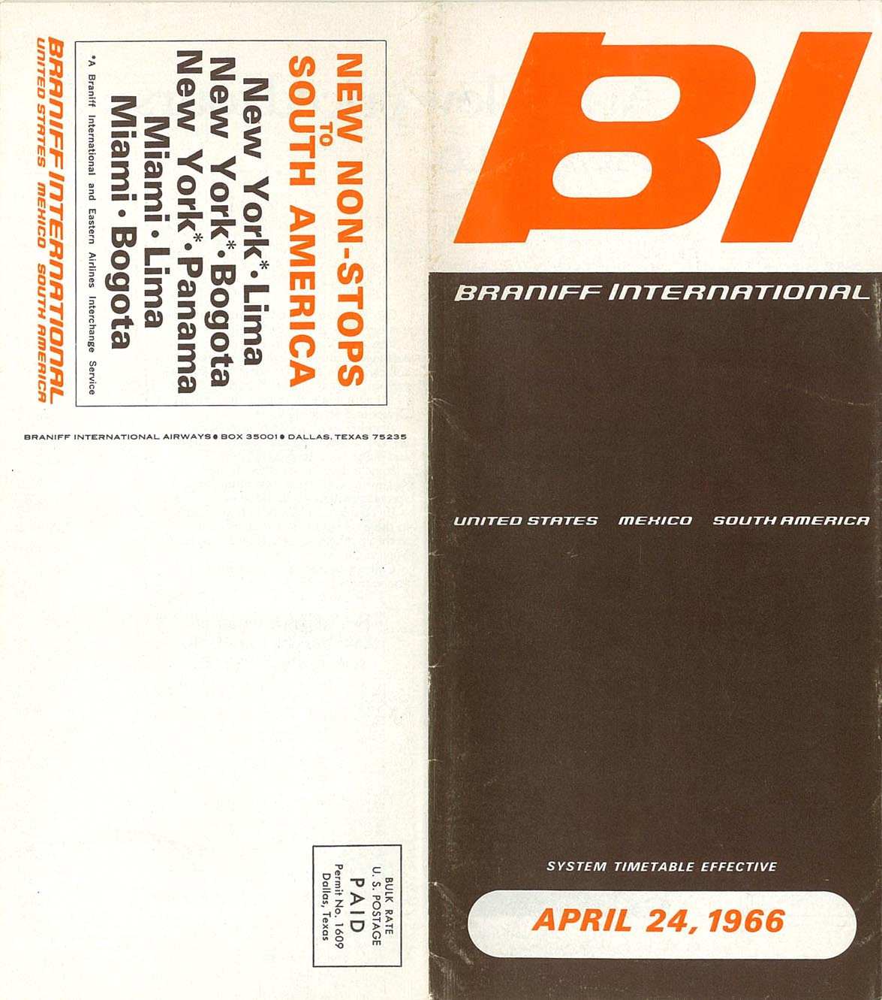 NEW NON-STOPS
TO
SOUTH AMERICA
New York*•Lima
New York*•Bogota
New York*•Panama
Miami•Lima
Miami•Bogota
*A Braniff International and Eastern Airlines Interchange Service
BRANIFF INTERNATIONAL
UNITED STATES MEXICO SOUTH AMERICA
BRANIFF INTERNATIONAL AIRWAYS • BOX 35001 • DALLAS, TEXAS 75235
BULK RATE
U. S. POSTAGE
PAID
Permit No. 1609
Dallas, Texas
BI
BRANIFF INTERNATIONAL
UNITED STATES MEXICO SOUTH AMERICA
SYSTEM TIMETABLE EFFECTIVE
APRIL 24, 1966